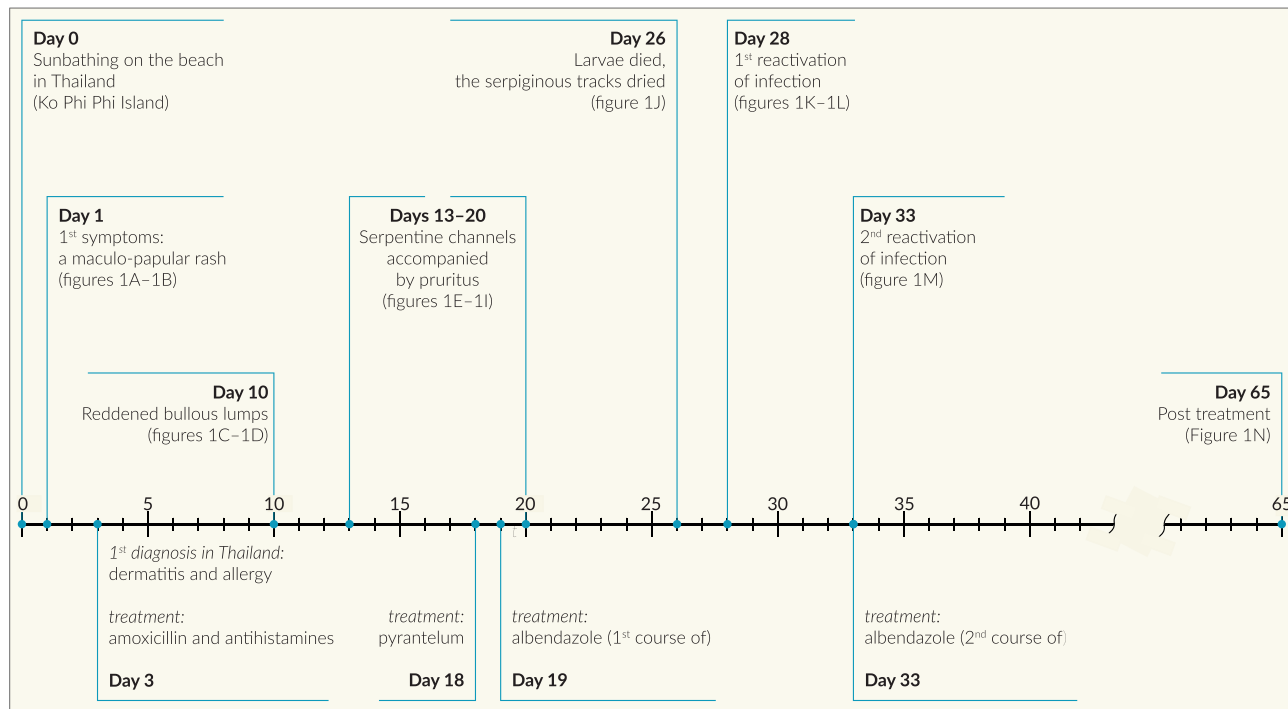 Day 0
Sunbathing on the beach
in Thailand
(Ko Phi Phi Island)
Day 26
Larvae died,
the serpiginous tracks dried
(figure 1J)
Day 28
1st reactivation
of infection
(figures 1K–1L)
Day 1
1st symptoms:
a maculo-papular rash
(figures 1A–1B)
Days 13–20
Serpentine channels
accompanied
by pruritus
(figures 1E–1I)
Day 33
2nd reactivation
of infection
(figure 1M)
Day 10
Reddened bullous lumps
(figures 1C–1D)
Day 65
Post treatment
(Figure 1N)
0 5 10 15 20 25 30 35 40 65
1st diagnosis in Thailand:
dermatitis and allergy
treatment:
amoxicillin and antihistamines
Day 3
treatment:
pyrantelum
Day 18
treatment:
albendazole (1st course of)
Day 19
treatment:
albendazole (2nd course of)
Day 33